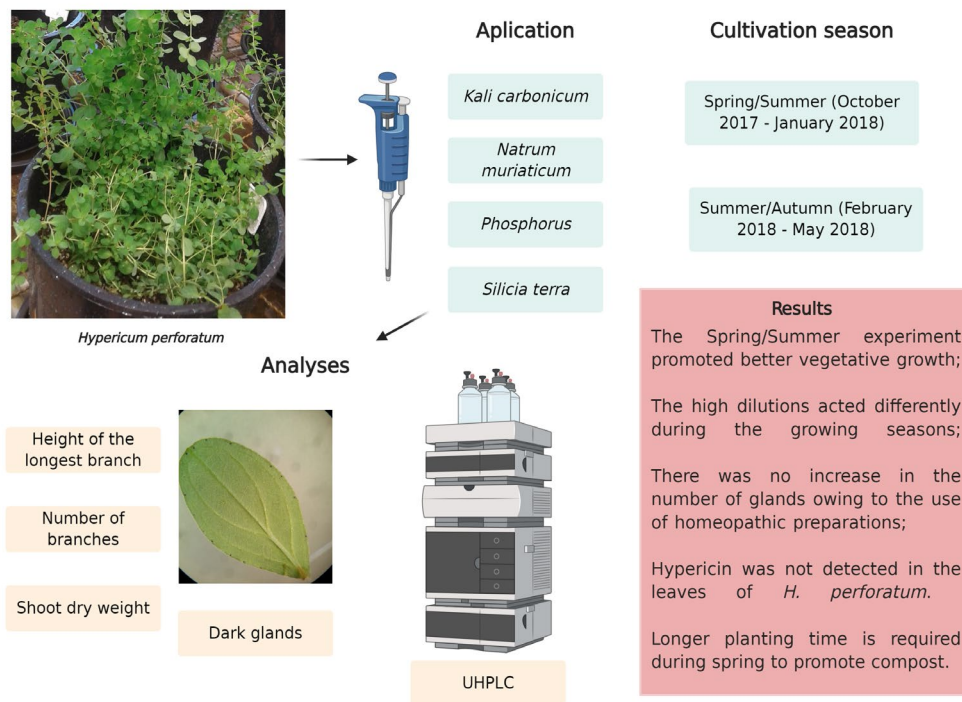 Aplication
Kali carbonicum
Natrum
muriaticum
Phosphorus
Silicia terra
Cultivation season
Spring/Summer (October
2017 - January 2018)
Summer/Autumn (February
2018 - May 2018)
Hypericum perforatum
Analyses
Height of the
longest branch
Number of
branches
Shoot dry weight
Dark glands
UHPLC
Results
The Spring/Summer experiment
promoted better vegetative growth;
The high dilutions acted differently
during the growing seasons;
There was no increase in the
number of glands owing to the use
of homeopathic preparations;
Hypericin was not detected in the
leaves of H. perforatum.
Longer planting time is required
during spring to promote compost.